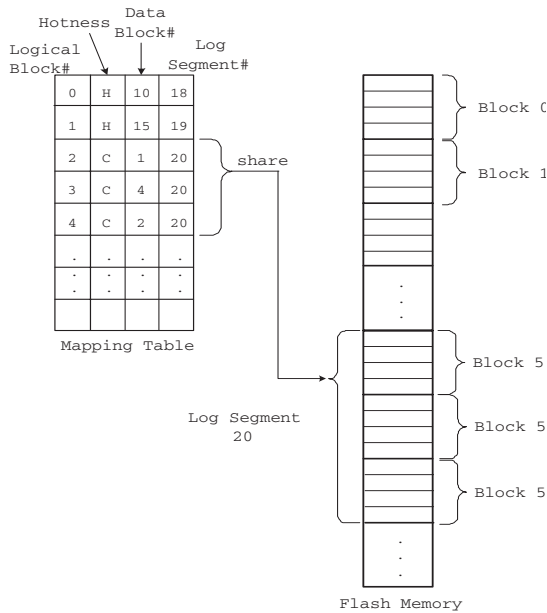 Hotness
Data
Block#
Logical
Block#
Log
Segment#
0 H 10 18
1 H 15 19
2 C 1 20
3 C 4 20
4 C 2 20
share
. . . .
. . . .
. . . .
Mapping Table
Block 0
Block 1
.
.
.
Block 5
Block 5
Block 5
Log Segment
20
.
.
.
Flash Memory